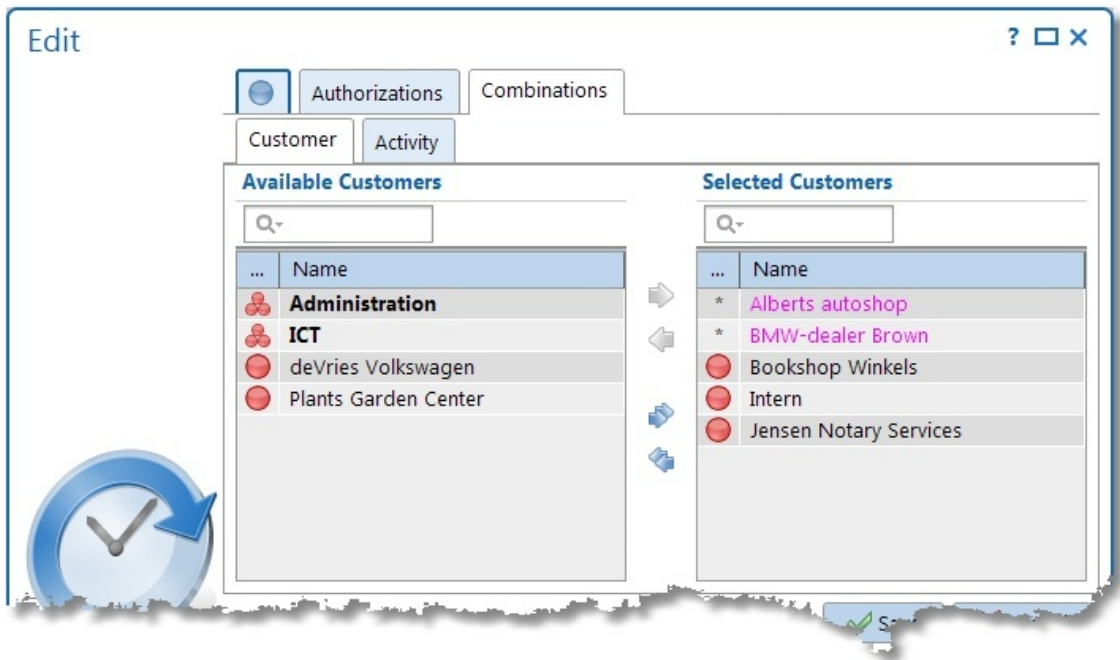 Edit
?
Authorizations
Combinations
Customer
Activity
Available Customers
Selected Customers
... Name
Administration
ICT
deVries Volkswagen
Plants Garden Center
... Name
* Alberts autoshop
* BMW-dealer Brown
Bookshop Winkels
Intern
Jensen Notary Services